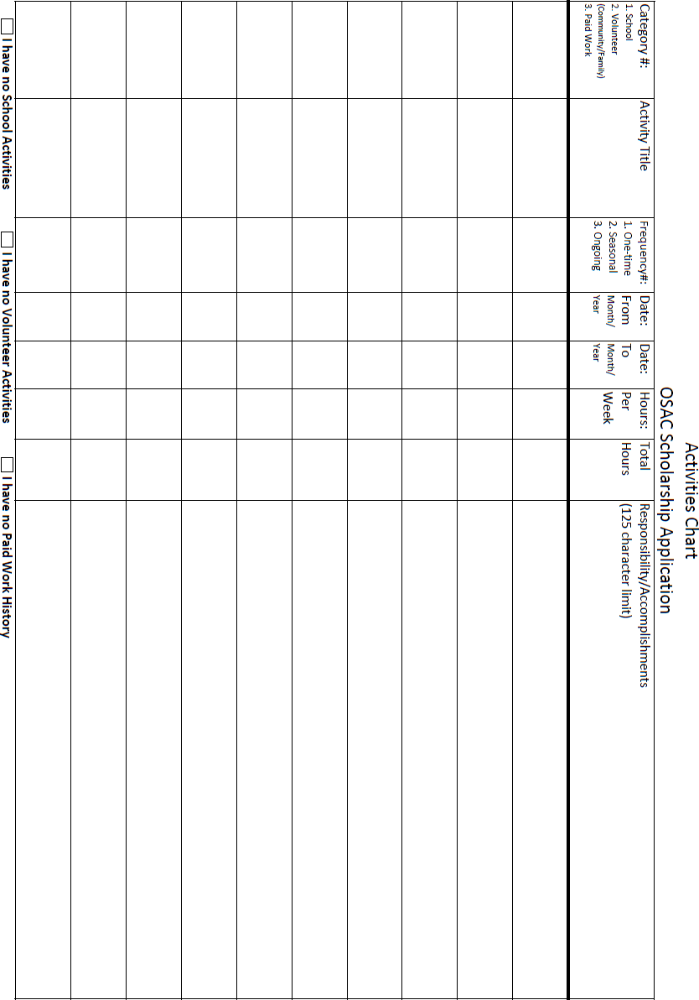 Activities Chart
OSAC Scholarship Application
Category #:
1. School
2. Volunteer
(Community/Family)
3. Paid Work
Activity Title
Frequency#:
1. One-time
2. Seasonal
3. Ongoing
Date:
From
Month/
Year
Date:
To
Month/
Year
Hours:
Per
Week
Total
Hours
Responsibility/Accomplishments
(125 character limit)
I have no School Activities
I have no Volunteer Activities
I have no Paid Work History